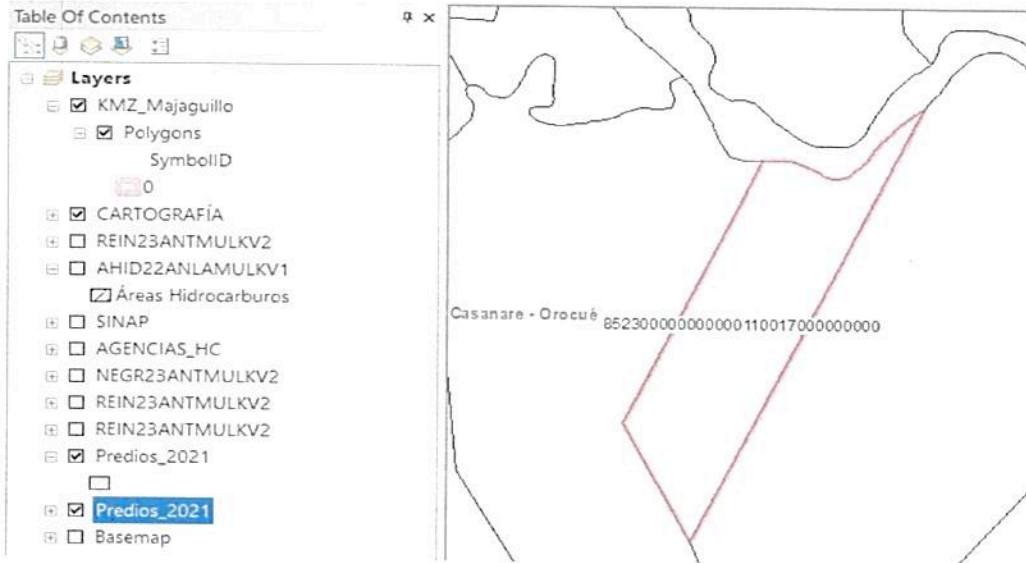 Table Of Contents
Layers
KMZ_Majaguillo
Polygons
SymbolID
0
CARTOGRAFÍA
REIN23ANTMULKV2
AHID22ANLAMULKV1
Áreas Hidrocarburos
SINAP
AGENCIAS_HC
NEGR23ANTMULKV2
REIN23ANTMULKV2
REIN23ANTMULKV2
Predios_2021
Predios_2021
Basemap
Casanare - Orocué
852300000000000110017000000000